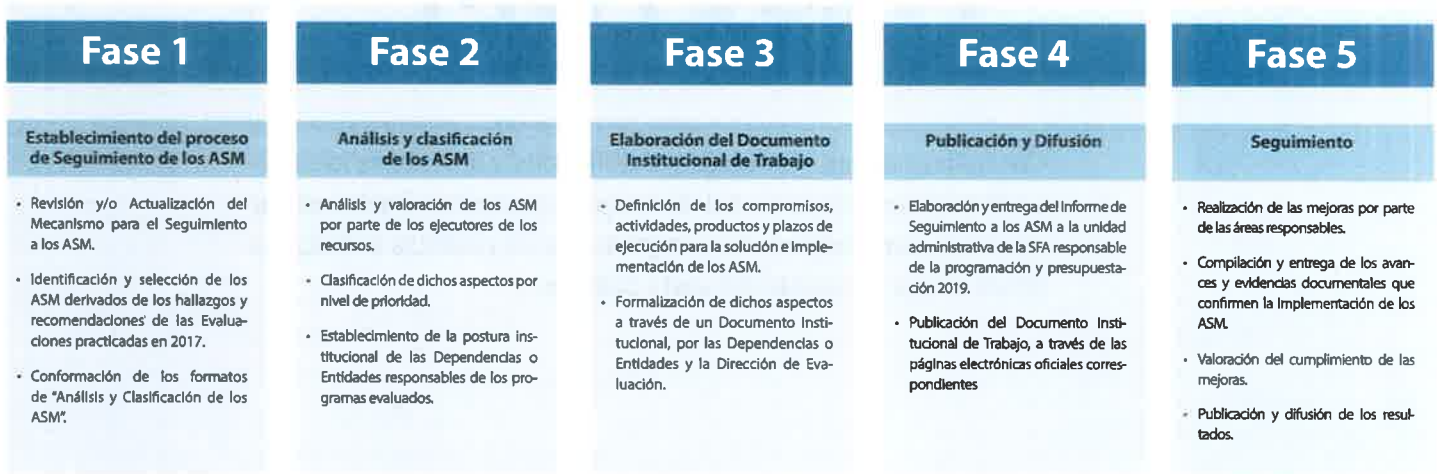 Fase 1
Establecimiento del proceso
de Seguimiento de los ASM
• Revisión y/o Actualización del
Mecanismo para el Seguimiento
a los ASM.
• Identificación y selección de los
ASM derivados de los hallazgos y
recomendaciones de las Evalua-
ciones practicadas en 2017.
• Conformación de los formatos
de "Análisis y Clasificación de los
ASM".
Fase 2
Análisis y clasificación
de los ASM
• Análisis y valoración de los ASM
por parte de los ejecutores de los
recursos.
• Clasificación de dichos aspectos por
nivel de prioridad.
• Establecimiento de la postura ins-
titucional de las Dependencias o
Entidades responsables de los pro-
gramas evaluados.
Fase 3
Elaboración del Documento
Institucional de Trabajo
• Definición de los compromisos,
actividades, productos y plazos de
ejecución para la solución e imple-
mentación de los ASM.
• Formalización de dichos aspectos
a través de un Documento Insti-
tucional, por las Dependencias o
Entidades y la Dirección de Eva-
luación.
Fase 4
Publicación y Difusión
• Elaboración y entrega del Informe de
Seguimiento a los ASM a la unidad
administrativa de la SFA responsable
de la programación y presupuesta-
ción 2019.
• Publicación del Documento Insti-
tucional de Trabajo, a través de las
páginas electrónicas oficiales corres-
pondientes
Fase 5
Seguimiento
• Realización de las mejoras por parte
de las áreas responsables.
• Compilación y entrega de los avan-
ces y evidencias documentales que
confirmen la Implementación de los
ASM.
• Valoración del cumplimiento de las
mejoras.
• Publicación y difusión de los resul-
tados.